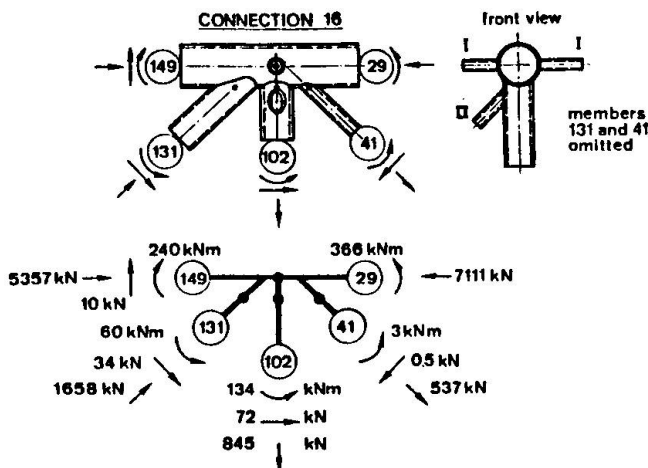 CONNECTION 16
front view
149
29
I
I
II
131
102
41
members
131 and 41
omitted
240 kNm
366 kNm
5357 kN
149
29
7111 kN
10 kN
60 kNm
131
41
3 kNm
34 kN
102
0,5 kN
1658 kN
134 kNm
537 kN
72 kN
845 kN